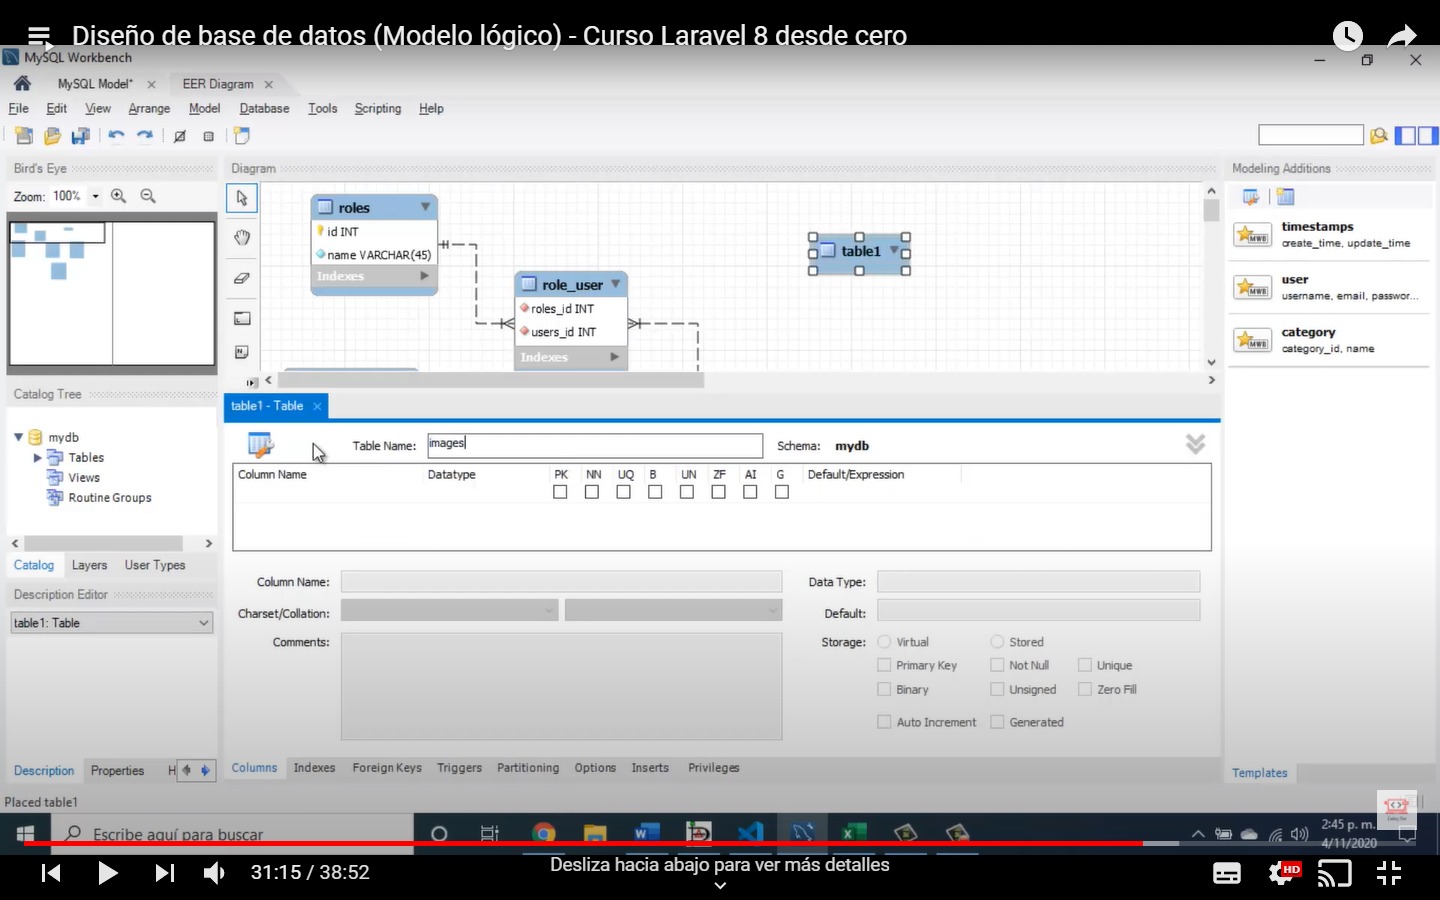 Diseño de base de datos (Modelo lógico) - Curso Laravel 8 desde cero
MySQL Workbench
MySQL Model* EER Diagram
File Edit View Arrange Model Database Tools Scripting Help
Bird's Eye
Zoom: 100%
Diagram
roles
id INT
name VARCHAR(45)
Indexes
role_user
roles_id INT
users_id INT
Indexes
table1
Modeling Additions
timestamps
create_time, update_time
user
username, email, passwor...
category
category_id, name
MWB
MWB
MWB
Templates
Catalog Tree
mydb
Tables
Views
Routine Groups
Catalog Layers User Types
Description Editor
table1: Table
Description Properties H
table1 - Table
Table Name: images Schema: mydb
Column Name Datatype PK NN UQ B UN ZF AI G Default/Expression
Column Name: Data Type:
Charset/Collation: Default:
Comments: Storage: Virtual Stored
Primary Key Not Null Unique
Binary Unsigned Zero Fill
Auto Increment Generated
Columns Indexes Foreign Keys Triggers Partitioning Options Inserts Privileges
Placed table1
Escribe aquí para buscar
2:45 p. m.
4/11/2020
31:15 / 38:52
Desliza hacia abajo para ver más detalles
HD